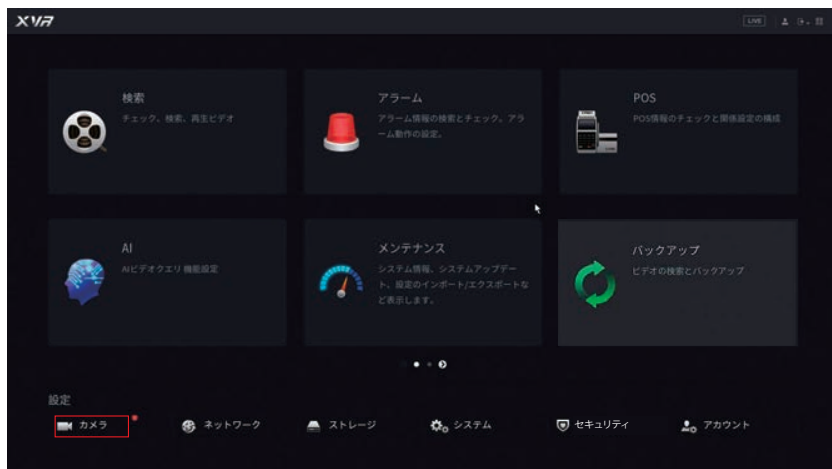 XVR
LIVE
検索
チェック、検索、再生ビデオ
アラーム
アラーム情報の検索とチェック、アラ
ーム動作の設定。
POS
POS情報のチェックと関係設定の構成
AI
AIビデオクエリ 機能設定
メンテナンス
システム情報、システムアップデー
ト、設定のインポート/エクスポートな
ど表示します。
バックアップ
ビデオの検索とバックアップ
設定
カメラ
ネットワーク
ストレージ
システム
セキュリティ
アカウント